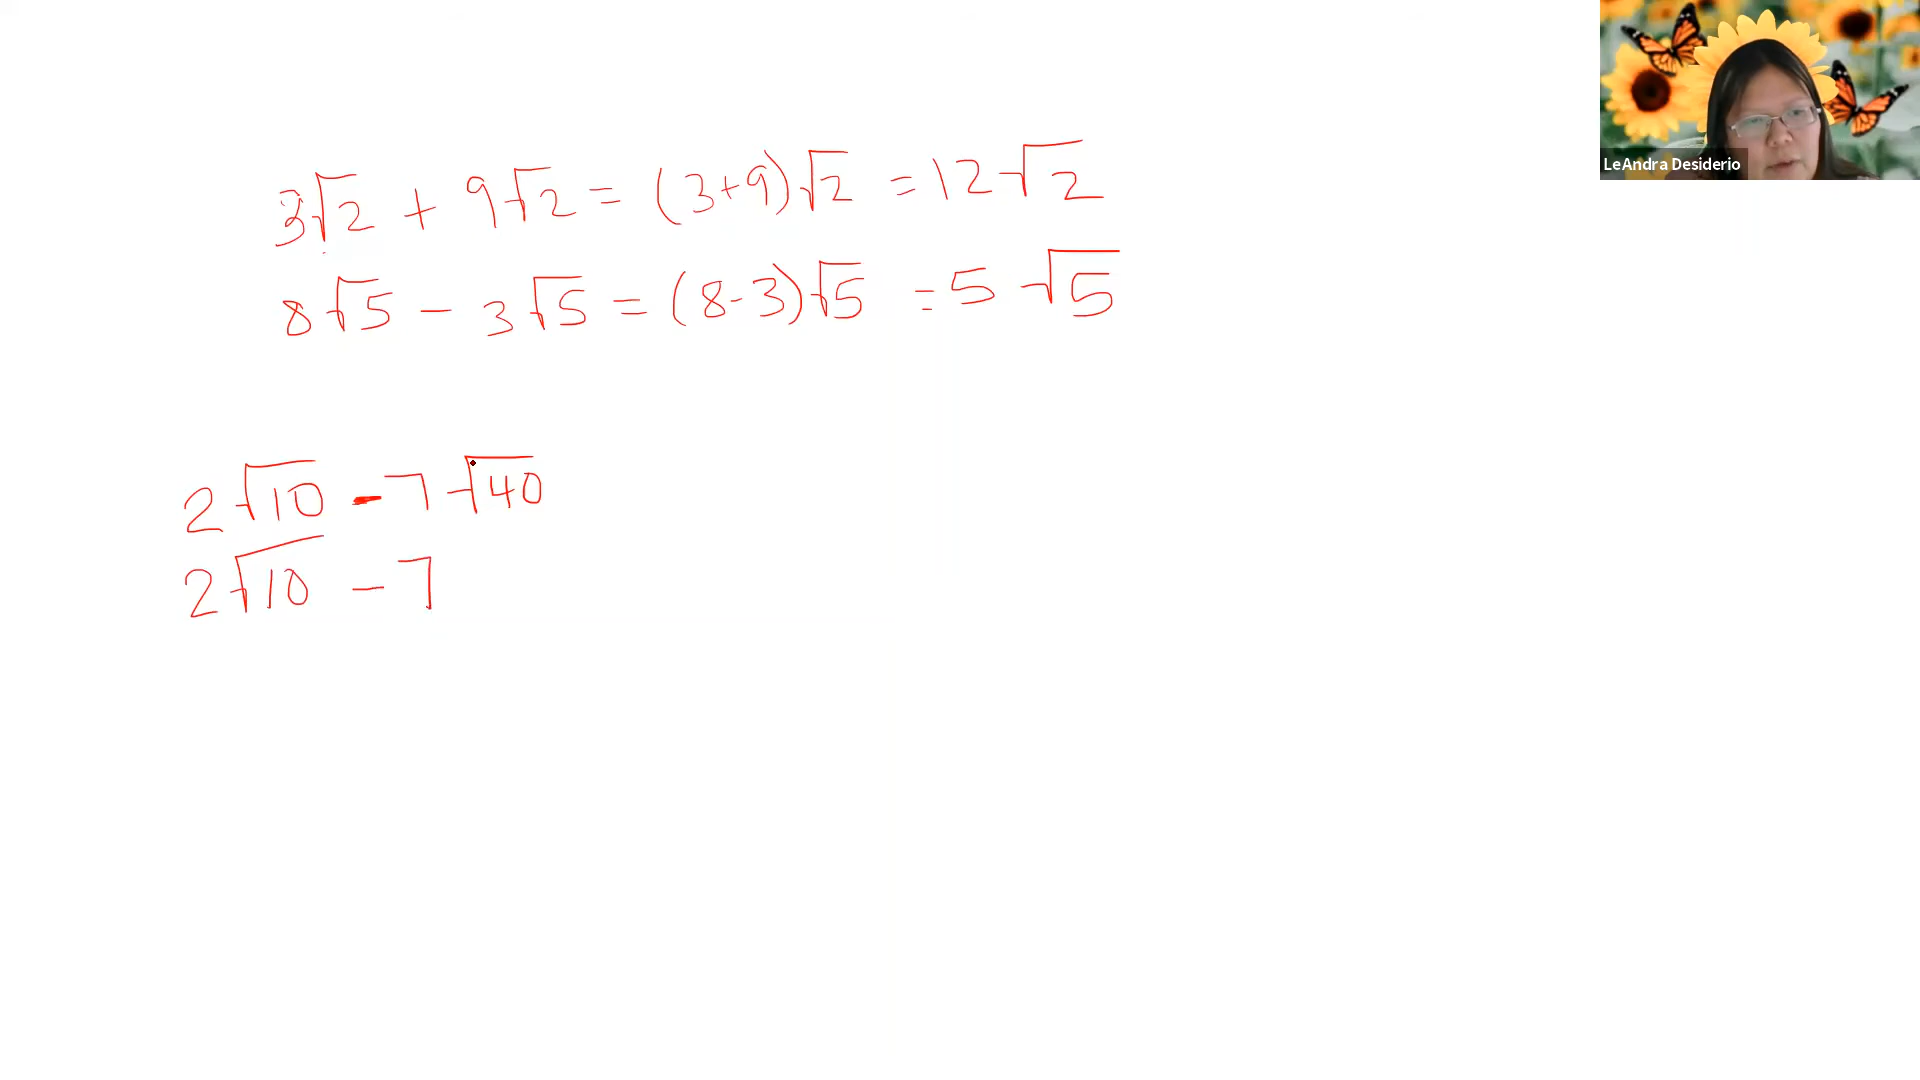 3√2 + 9√2 = (3+9)√2 = 12√2
8√5 - 3√5 = (8-3)√5 = 5√5
2√10 - 7√40
2√10 - 7
LeAndra Desiderio